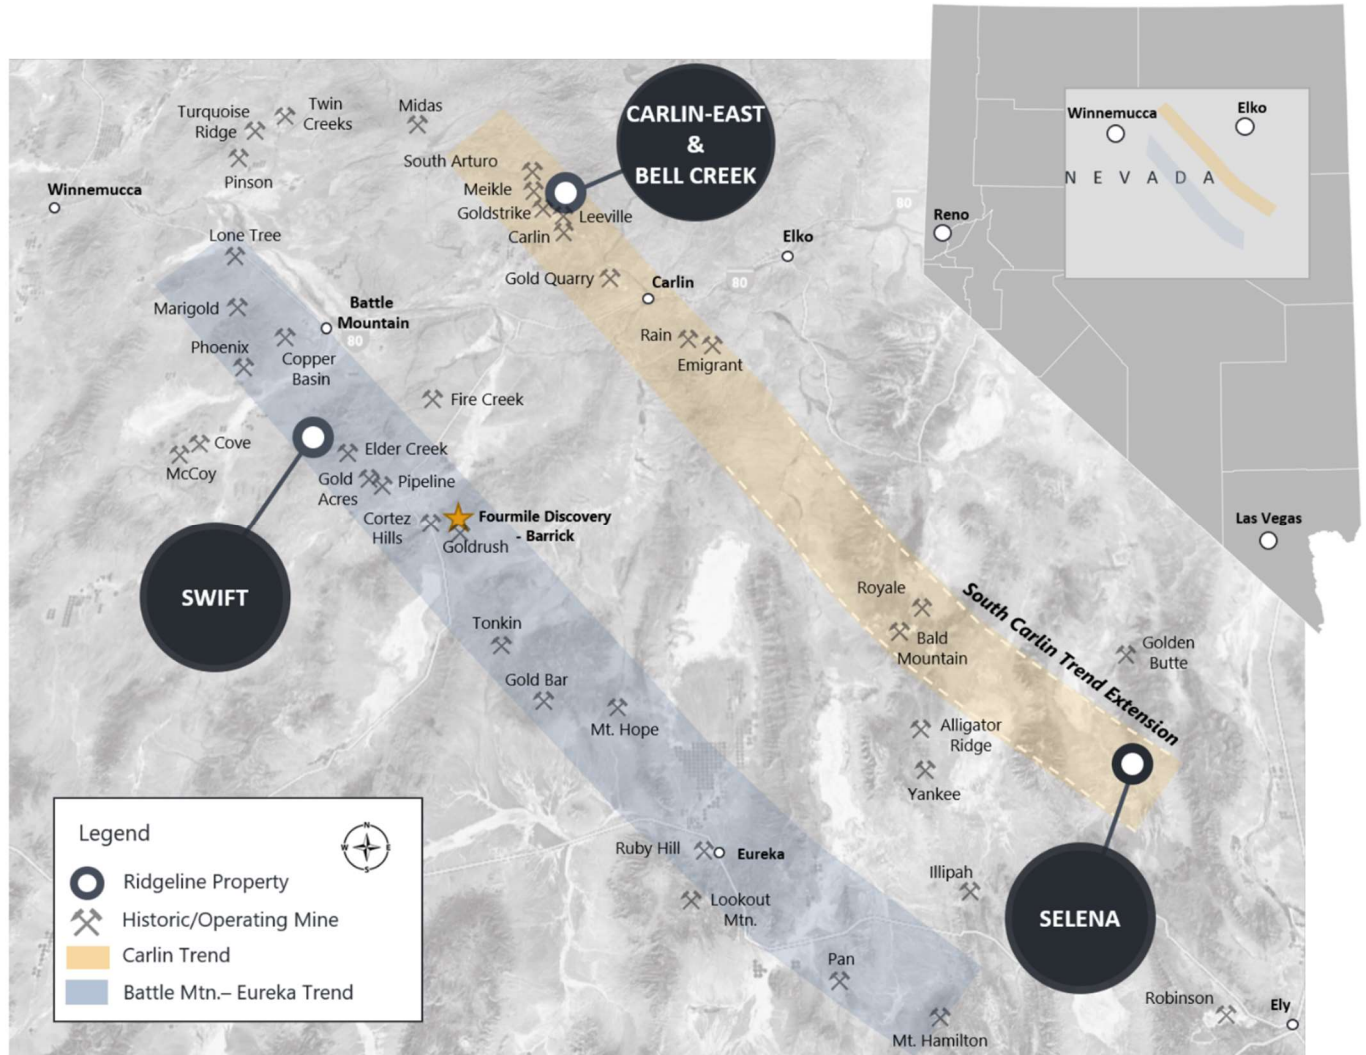 Turquoise
Ridge
Twin
Creeks
Midas
Pinson
Winnemucca
CARLIN-EAST
&
BELL CREEK
South Arturo
Meikle
Goldstrike
Leeville
Carlin
Gold Quarry
Carlin
Elko
80
80
Rain
Emigrant
Lone Tree
Marigold
Battle
Mountain
80
Phoenix
Copper
Basin
Fire Creek
Cove
McCoy
Elder Creek
Gold
Acres
Pipeline
Cortez
Hills
Fourmile Discovery
- Barrick
Goldrush
SWIFT
Tonkin
Gold Bar
Mt. Hope
Royale
Bald
Mountain
South Carlin Trend Extension
Golden
Butte
Alligator
Ridge
Yankee
Ruby Hill
Eureka
Lookout
Mtn.
Illipah
SELENA
Pan
Mt. Hamilton
Robinson
Ely
Winnemucca
Elko
NEVADA
Reno
Las Vegas
Legend
N
W
E
S
Ridgeline Property
Historic/Operating Mine
Carlin Trend
Battle Mtn.– Eureka Trend